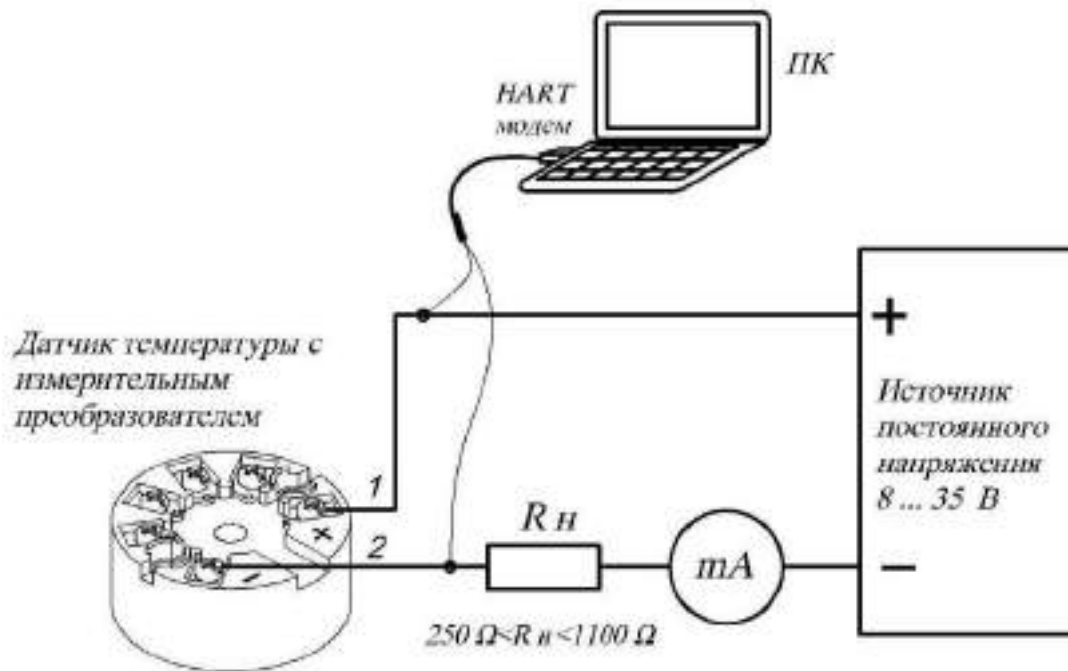 ПК
HART
модем
Датчик температуры с
измерительным
преобразователем
+
Источник
постоянного
напряжения
8 ... 35 В
1
+
2
–
R н
mA
–
250 Ω<R н<1100 Ω